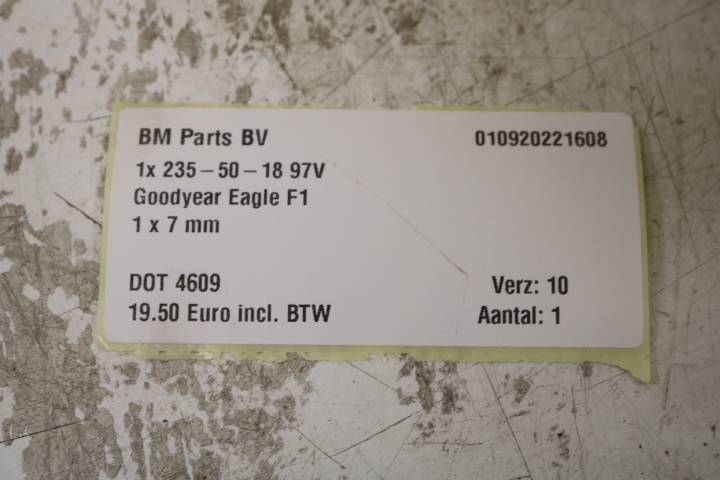 BM Parts BV 010920221608
1x 235 – 50 – 18 97V
Goodyear Eagle F1
1 x 7 mm
DOT 4609 Verz: 10
19.50 Euro incl. BTW Aantal: 1